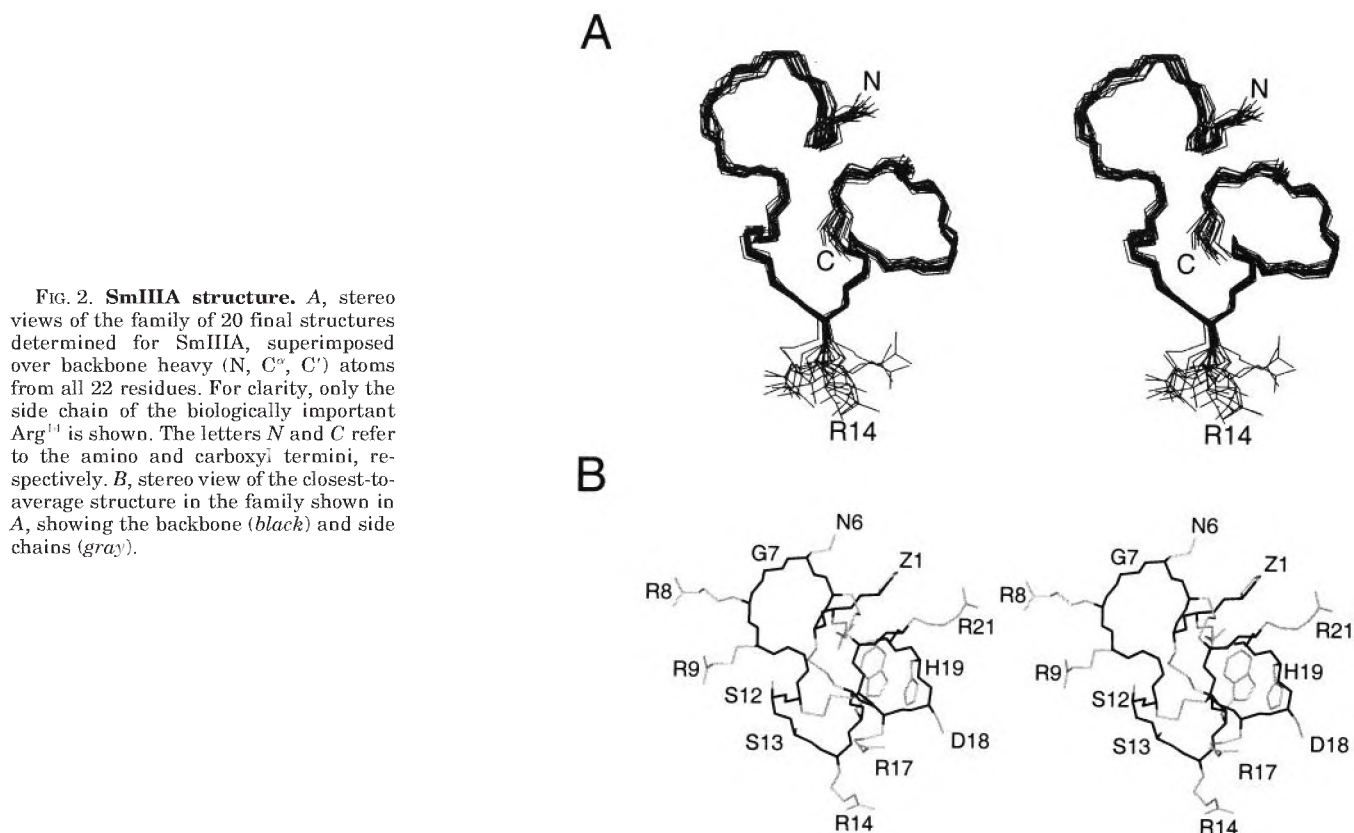 FIG. 2. SmIIIA structure. A, stereo
views of the family of 20 final structures
determined for SmIIIA, superimposed
over backbone heavy (N, Cα, C′) atoms
from all 22 residues. For clarity, only the
side chain of the biologically important
Arg14 is shown. The letters N and C refer
to the amino and carboxyl termini, re-
spectively. B, stereo view of the closest-to-
average structure in the family shown in
A, showing the backbone (black) and side
chains (gray).
A
N
N
C
C
R14
R14
B
N6
N6
G7
G7
Z1
Z1
R8
R8
R21
R21
R9
R9
H19
H19
S12
S12
S13
S13
D18
D18
R17
R17
R14
R14